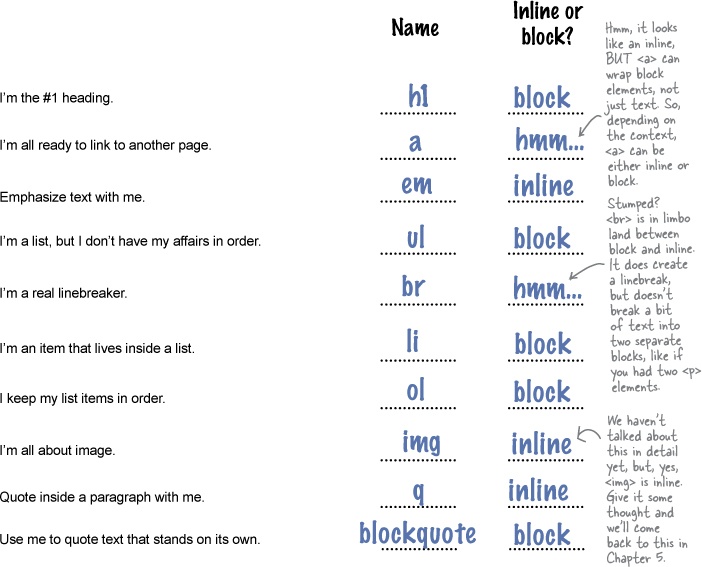 Name
Inline or
block?
I'm the #1 heading.
h1
block
I'm all ready to link to another page.
a
hmm...
Emphasize text with me.
em
inline
I'm a list, but I don't have my affairs in order.
ul
block
I'm a real linebreaker.
br
hmm...
I'm an item that lives inside a list.
li
block
I keep my list items in order.
ol
block
I'm all about image.
img
inline
Quote inside a paragraph with me.
q
inline
Use me to quote text that stands on its own.
blockquote
block
Hmm, it looks
like an inline,
BUT <a> can
wrap block
elements, not
just text. So,
depending on
the context,
<a> can be
either inline or
block.
Stumped?
<br> is in limbo
land between
block and inline.
It does create
a linebreak,
but doesn't
break a bit
of text into
two separate
blocks, like if
you had two <p>
elements.
We haven't
talked about
this in detail
yet, but, yes,
<img> is inline.
Give it some
thought and
we'll come
back to this in
Chapter 5.